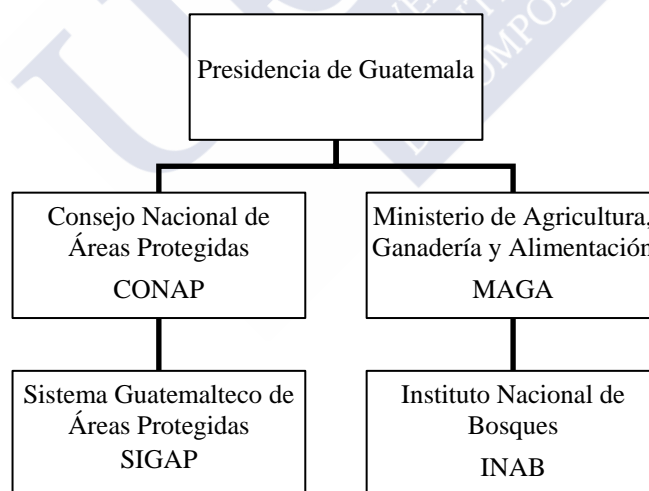 Presidencia de Guatemala
Consejo Nacional de
Áreas Protegidas
CONAP
Ministerio de Agricultura,
Ganadería y Alimentación
MAGA
Sistema Guatemalteco de
Áreas Protegidas
SIGAP
Instituto Nacional de
Bosques
INAB